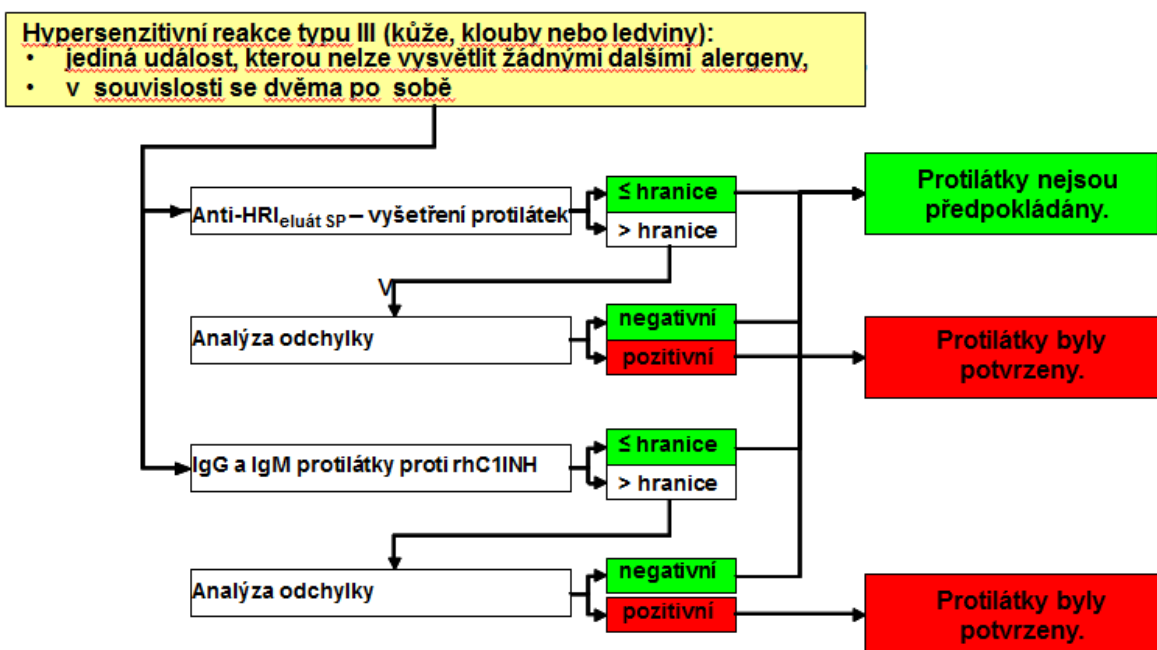 Hypersenzitivní reakce typu III (kůže, klouby nebo ledviny):
• jediná událost, kterou nelze vysvětlit žádnými dalšími alergeny,
• v souvislosti se dvěma po sobě
Protilátky nejsou
předpokládány.
Anti-HRI eluát SP – vyšetření protilátek
≤ hranice
> hranice
V
Analýza odchylky
negativní
pozitivní
Protilátky byly
potvrzeny.
IgG a IgM protilátky proti rhC1INH
≤ hranice
> hranice
Analýza odchylky
negativní
pozitivní
Protilátky byly
potvrzeny.